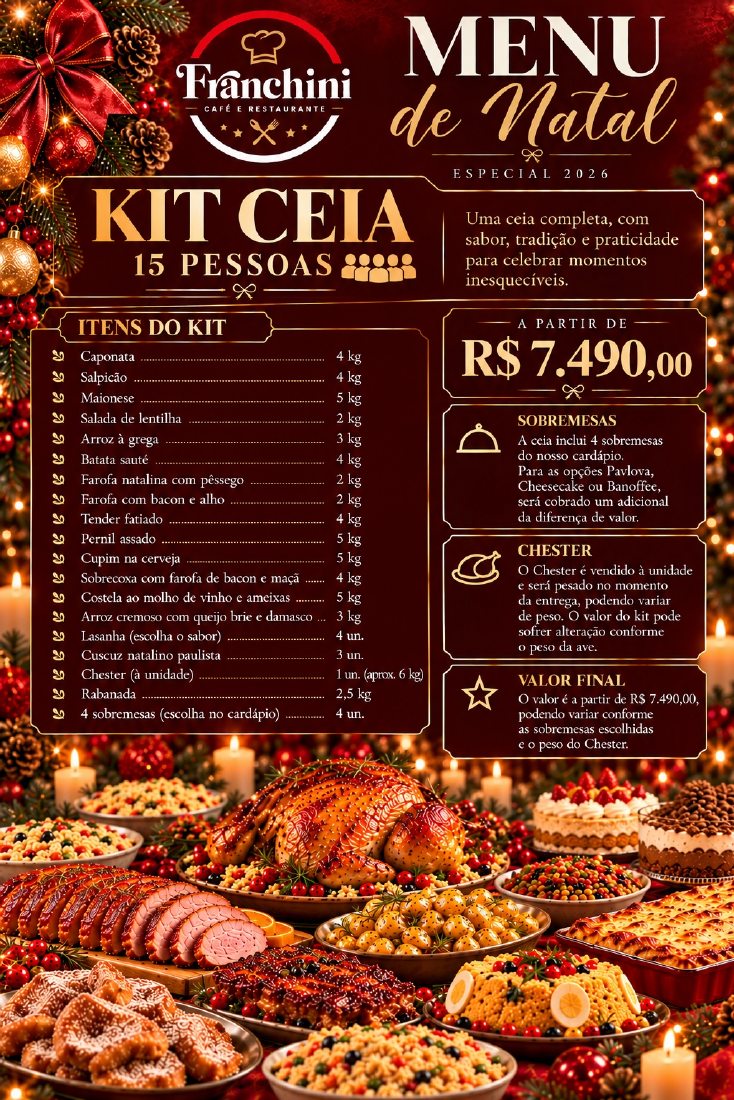 Franchini
CAFÉ E RESTAURANTE
MENU
de Natal
ESPECIAL 2026
KIT CEIA
15 PESSOAS
Uma ceia completa, com
sabor, tradição e praticidade
para celebrar momentos
inesquecíveis.
ITENS DO KIT
Caponata ........ 4 kg
Salpicão ........ 4 kg
Maionese ........ 5 kg
Salada de lentilha ........ 2 kg
Arroz à grega ........ 3 kg
Batata sauté ........ 4 kg
Farofa natalina com pêssego ........ 2 kg
Farofa com bacon e alho ........ 2 kg
Tender fatiado ........ 4 kg
Pernil assado ........ 5 kg
Cupim na cerveja ........ 5 kg
Sobrecoxa com farofa de bacon e maçã ...... 4 kg
Costela ao molho de vinho e ameixas ...... 5 kg
Arroz cremoso com queijo brie e damasco ... 3 kg
Lasanha (escolha o sabor) ........ 4 un.
Cuscuz natalino paulista ........ 3 un.
Chester (à unidade) ........ 1 un. (aprox. 6 kg)
Rabanada ........ 2,5 kg
4 sobremesas (escolha no cardápio) ........ 4 un.
A PARTIR DE
R$ 7.490,00
SOBREMESAS
A ceia inclui 4 sobremesas
do nosso cardápio.
Para as opções Pavlova,
Cheesecake ou Banoffee,
será cobrado um adicional
da diferença de valor.
CHESTER
O Chester é vendido à unidade
e será pesado no momento
da entrega, podendo variar
de peso. O valor do kit pode
sofrer alteração conforme
o peso da ave.
VALOR FINAL
O valor é a partir de R$ 7.490,00,
podendo variar conforme
as sobremesas escolhidas
e o peso do Chester.